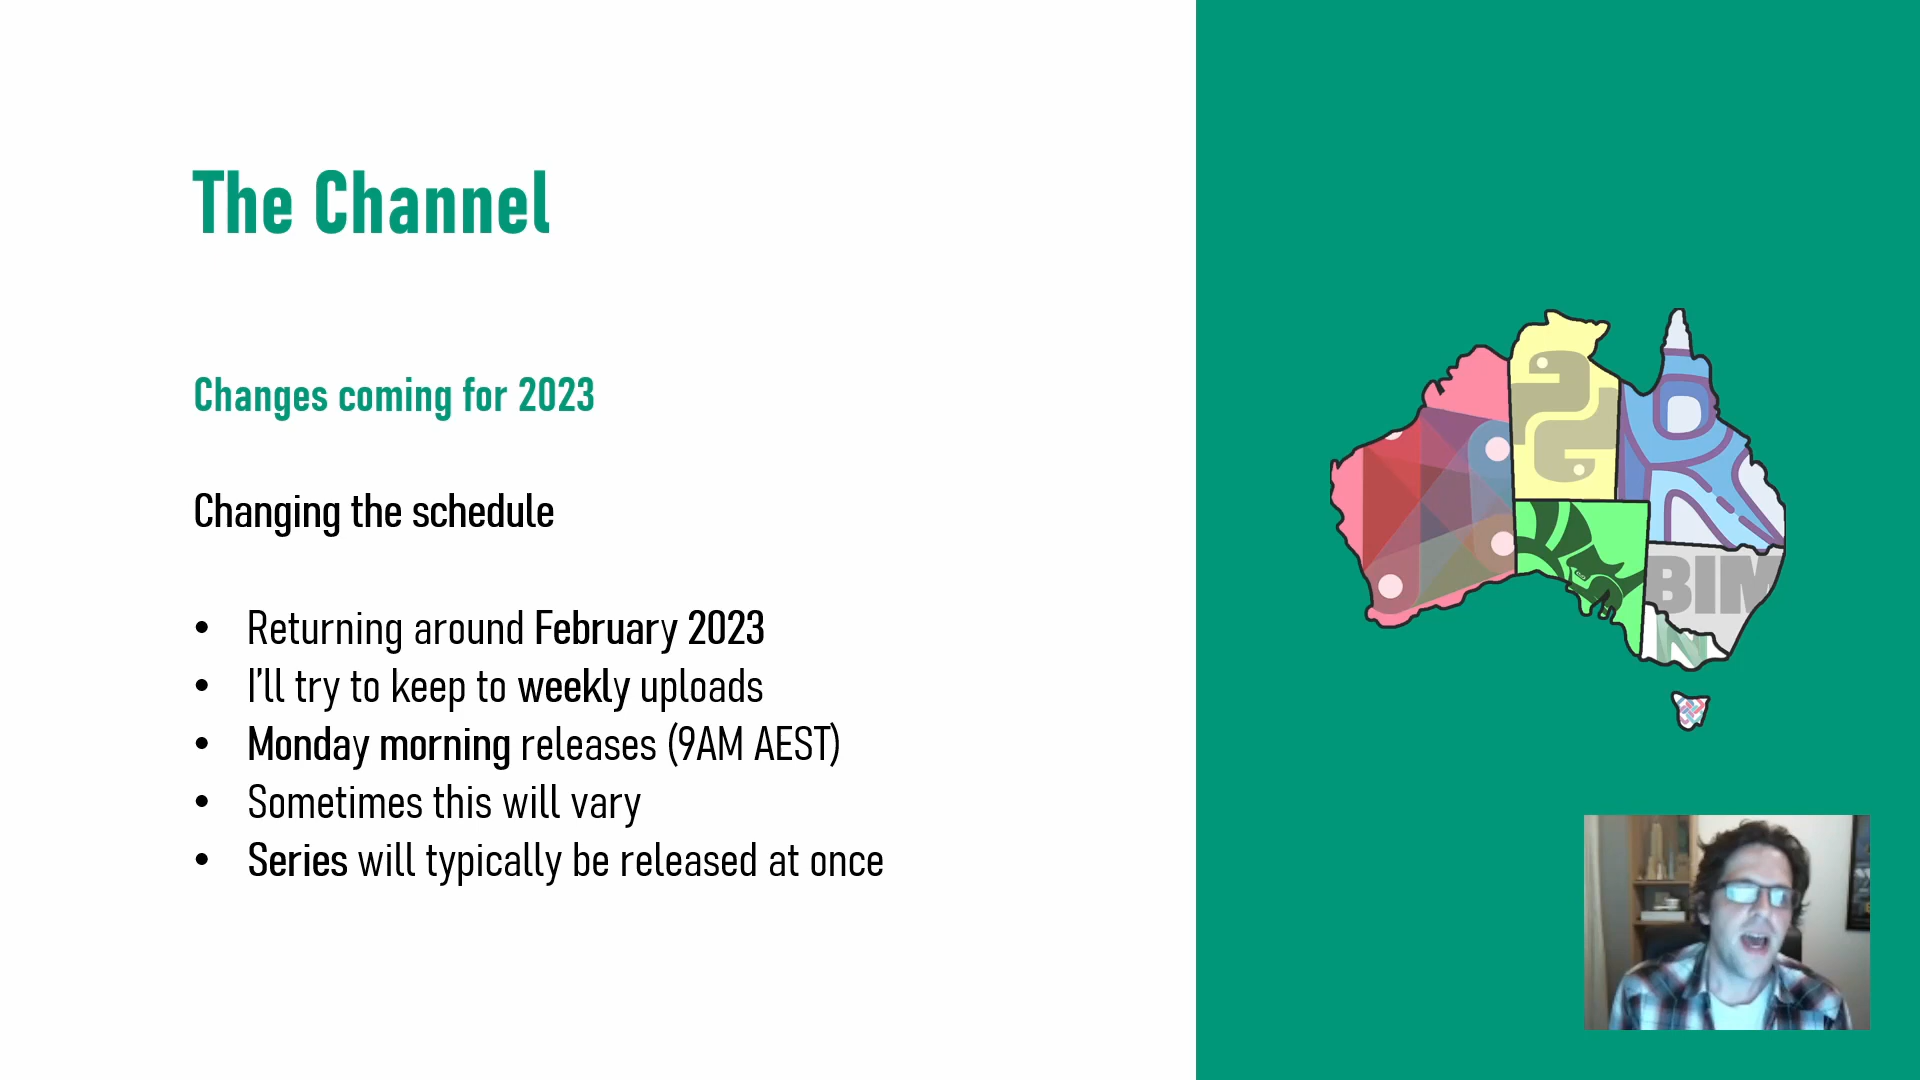 The Channel
Changes coming for 2023
Changing the schedule
• Returning around February 2023
• I'll try to keep to weekly uploads
• Monday morning releases (9AM AEST)
• Sometimes this will vary
• Series will typically be released at once
BIM
N